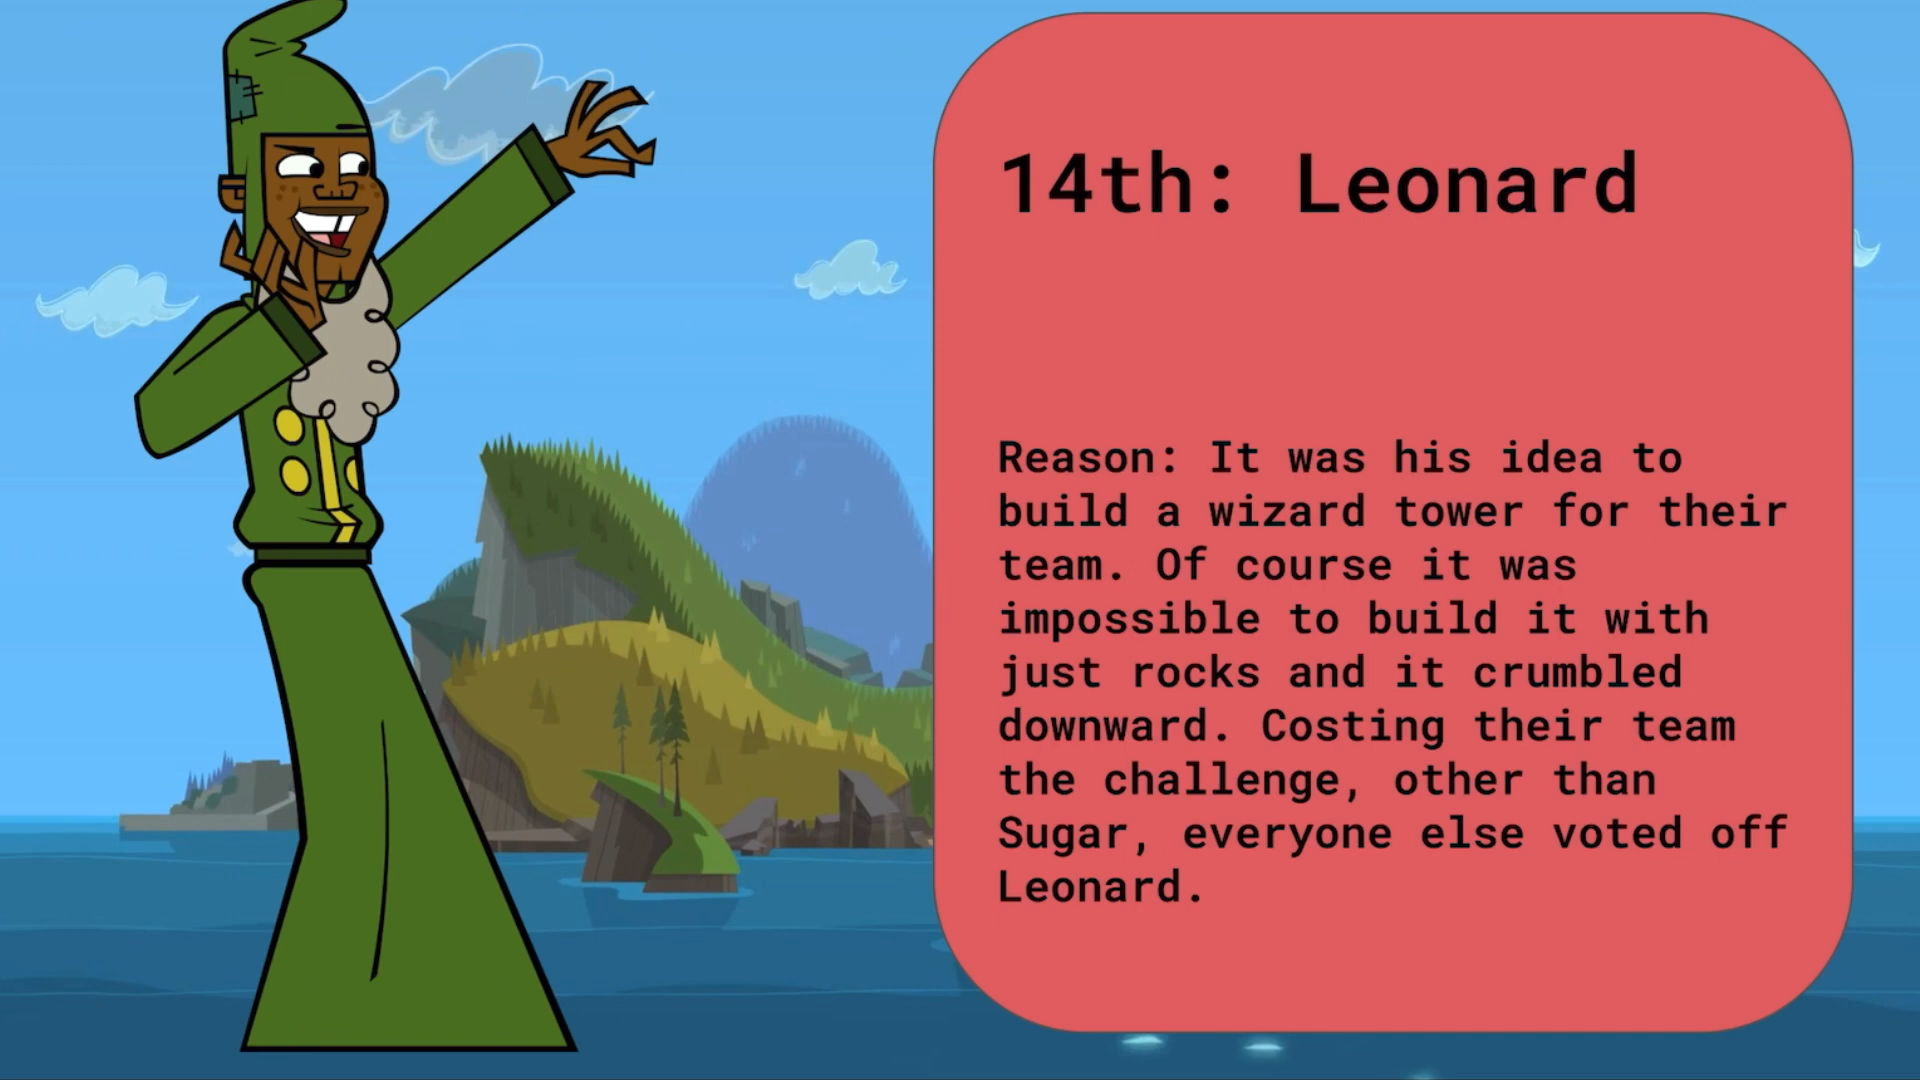 14th: Leonard
Reason: It was his idea to
build a wizard tower for their
team. Of course it was
impossible to build it with
just rocks and it crumbled
downward. Costing their team
the challenge, other than
Sugar, everyone else voted off
Leonard.